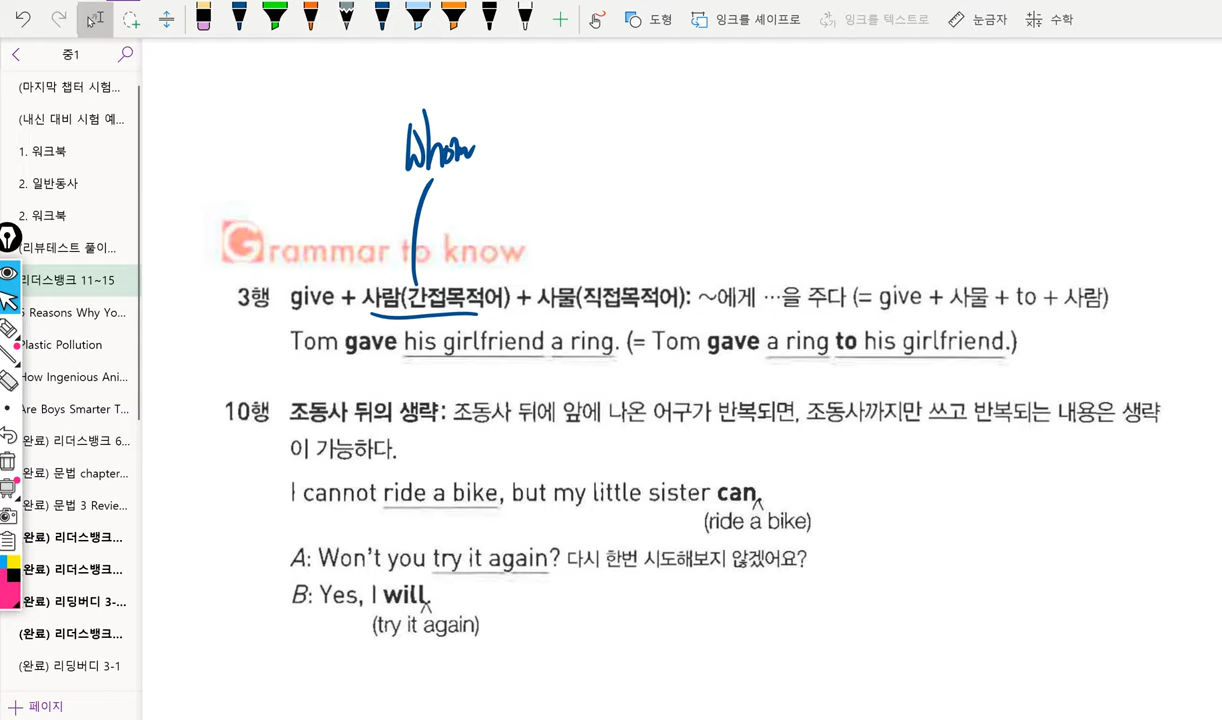 도형
잉크를 셰이프로
잉크를 텍스트로
눈금자
수학
중1
(마지막 챕터 시험...
(내신 대비 시험 예...
1. 워크북
2. 일반동사
2. 워크북
(리뷰테스트 풀이...
리더스뱅크 11~15
Reasons Why Yo...
Plastic Pollution
How Ingenious Ani...
Are Boys Smarter T...
완료) 리더스뱅크 6...
완료) 문법 chapter...
완료) 문법 3 Revie...
완료) 리더스뱅크...
완료) 리더스뱅크...
완료) 리딩버디 3-...
(완료) 리더스뱅크...
(완료) 리딩버디 3-1
페이지
Whom
Grammar to know
3행 give + 사람(간접목적어) + 사물(직접목적어): ~에게 …을 주다 (= give + 사물 + to + 사람)
Tom gave his girlfriend a ring. (= Tom gave a ring to his girlfriend.)
10행 조동사 뒤의 생략: 조동사 뒤에 앞에 나온 어구가 반복되면, 조동사까지만 쓰고 반복되는 내용은 생략
이 가능하다.
I cannot ride a bike, but my little sister can.
(ride a bike)
A: Won't you try it again? 다시 한번 시도해보지 않겠어요?
B: Yes, I will.
(try it again)